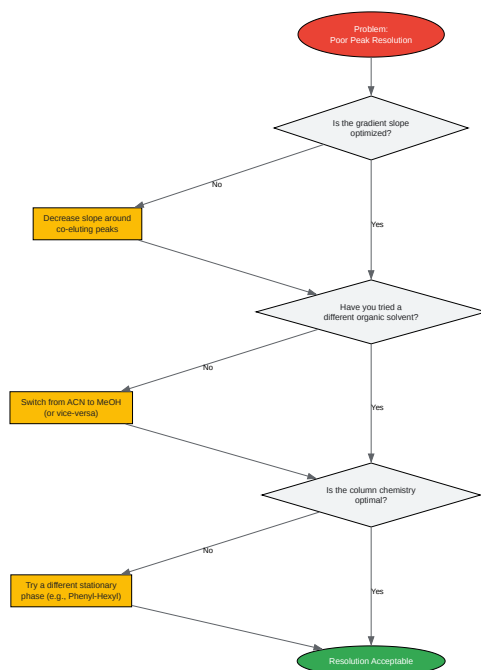 Problem:
Poor Peak Resolution
Is the gradient slope
optimized?
No
Yes
Decrease slope around
co-eluting peaks
Have you tried a
different organic solvent?
No
Yes
Switch from ACN to MeOH
(or vice-versa)
Is the column chemistry
optimal?
No
Yes
Try a different stationary
phase (e.g., Phenyl-Hexyl)
Resolution Acceptable